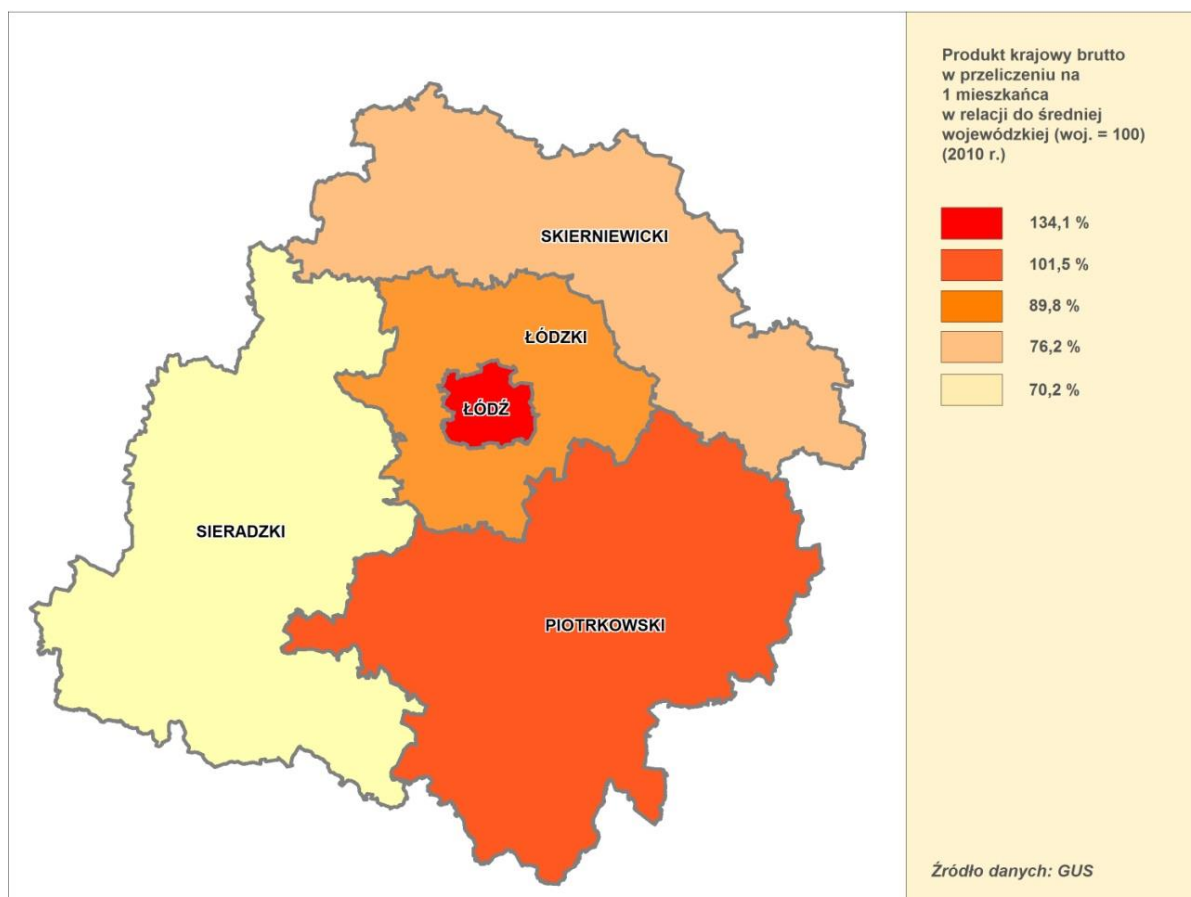 Produkt krajowy brutto
w przeliczeniu na
1 mieszkańca
w relacji do średniej
wojewódzkiej (woj. = 100)
(2010 r.)
134,1 %
101,5 %
89,8 %
76,2 %
70,2 %
SKIERNIEWICKI
ŁÓDZKI
ŁÓDŹ
SIERADZKI
PIOTRKOWSKI
Źródło danych: GUS